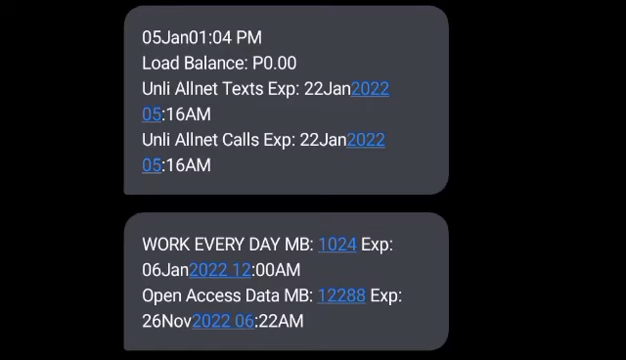 05Jan01:04 PM
Load Balance: P0.00
Unli Allnet Texts Exp: 22Jan2022
05:16AM
Unli Allnet Calls Exp: 22Jan2022
05:16AM
WORK EVERY DAY MB: 1024 Exp:
06Jan2022 12:00AM
Open Access Data MB: 12288 Exp:
26Nov2022 06:22AM